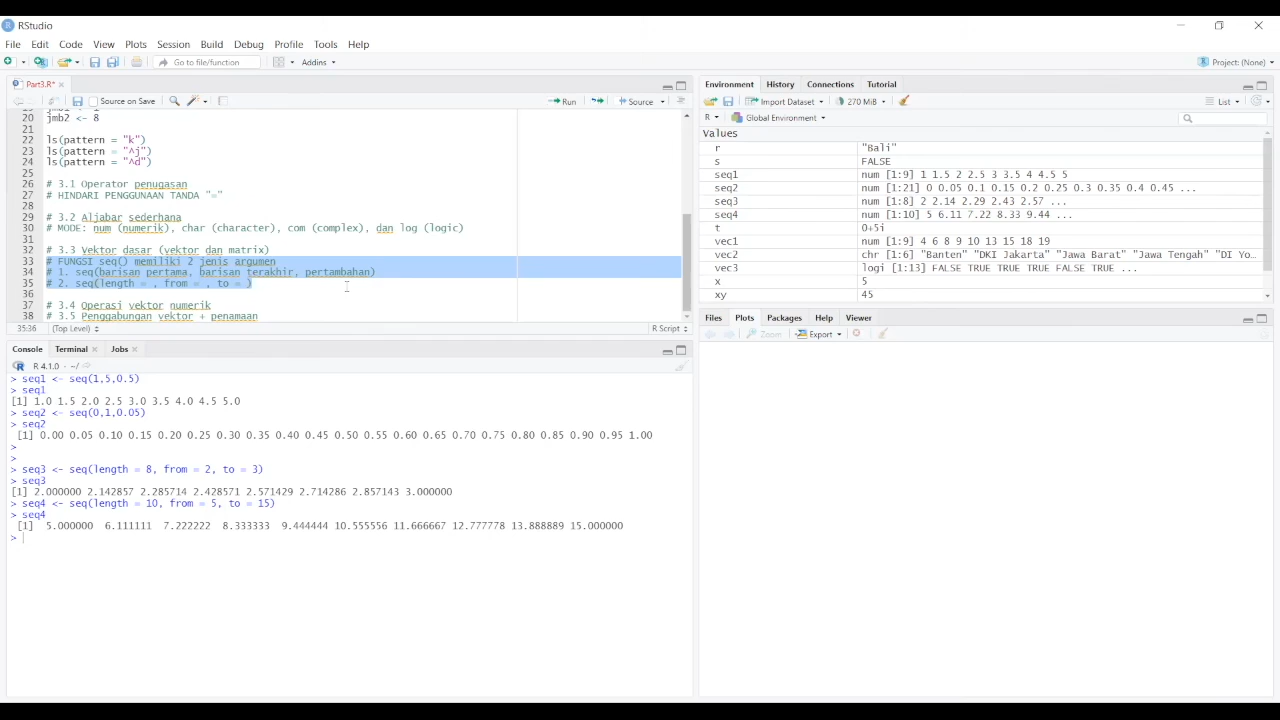 RStudio
File Edit Code View Plots Session Build Debug Profile Tools Help
Go to file/function Addins Project: (None)
Part3.R*
Source on Save Run Source
20 jmb2 <- 8
21
22 ls(pattern = "k")
23 ls(pattern = "^j")
24 ls(pattern = "^d")
25
26 # 3.1 Operator penugasan
27 # HINDARI PENGGUNAAN TANDA "="
28
29 # 3.2 Aljabar sederhana
30 # MODE: num (numerik), char (character), com (complex), dan log (logic)
31
32 # 3.3 Vektor dasar (vektor dan matrix)
33 # FUNGSI seq() memiliki 2 jenis argumen
34 # 1. seq(barisan pertama, barisan terakhir, pertambahan)
35 # 2. seq(length = , from = , to = )
36
37 # 3.4 Operasi vektor numerik
38 # 3.5 Penggabungan vektor + penamaan
35:36 (Top Level) R Script
Console Terminal Jobs
R 4.1.0 · ~/
> seq1 <- seq(1,5,0.5)
> seq1
[1] 1.0 1.5 2.0 2.5 3.0 3.5 4.0 4.5 5.0
> seq2 <- seq(0,1,0.05)
> seq2
[1] 0.00 0.05 0.10 0.15 0.20 0.25 0.30 0.35 0.40 0.45 0.50 0.55 0.60 0.65 0.70 0.75 0.80 0.85 0.90 0.95 1.00
>
>
> seq3 <- seq(length = 8, from = 2, to = 3)
> seq3
[1] 2.000000 2.142857 2.285714 2.428571 2.571429 2.714286 2.857143 3.000000
> seq4 <- seq(length = 10, from = 5, to = 15)
> seq4
[1] 5.000000 6.111111 7.222222 8.333333 9.444444 10.555556 11.666667 12.777778 13.888889 15.000000
>
Environment History Connections Tutorial
Import Dataset 270 MiB List
R Global Environment
Values
r "Bali"
s FALSE
seq1 num [1:9] 1 1.5 2 2.5 3 3.5 4 4.5 5
seq2 num [1:21] 0 0.05 0.1 0.15 0.2 0.25 0.3 0.35 0.4 0.45 ...
seq3 num [1:8] 2 2.14 2.29 2.43 2.57 ...
seq4 num [1:10] 5 6.11 7.22 8.33 9.44 ...
t 0+5i
vec1 num [1:9] 4 6 8 9 10 13 15 18 19
vec2 chr [1:6] "Banten" "DKI Jakarta" "Jawa Barat" "Jawa Tengah" "DI Yo...
vec3 logi [1:13] FALSE TRUE TRUE TRUE FALSE TRUE ...
x 5
xy 45
Files Plots Packages Help Viewer
Zoom Export